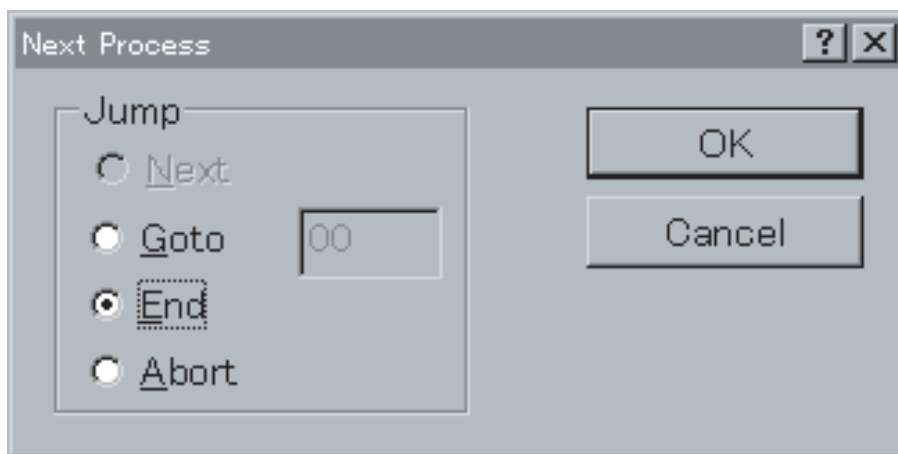 Next Process
Jump
Next
Goto 00
End
Abort
OK
Cancel